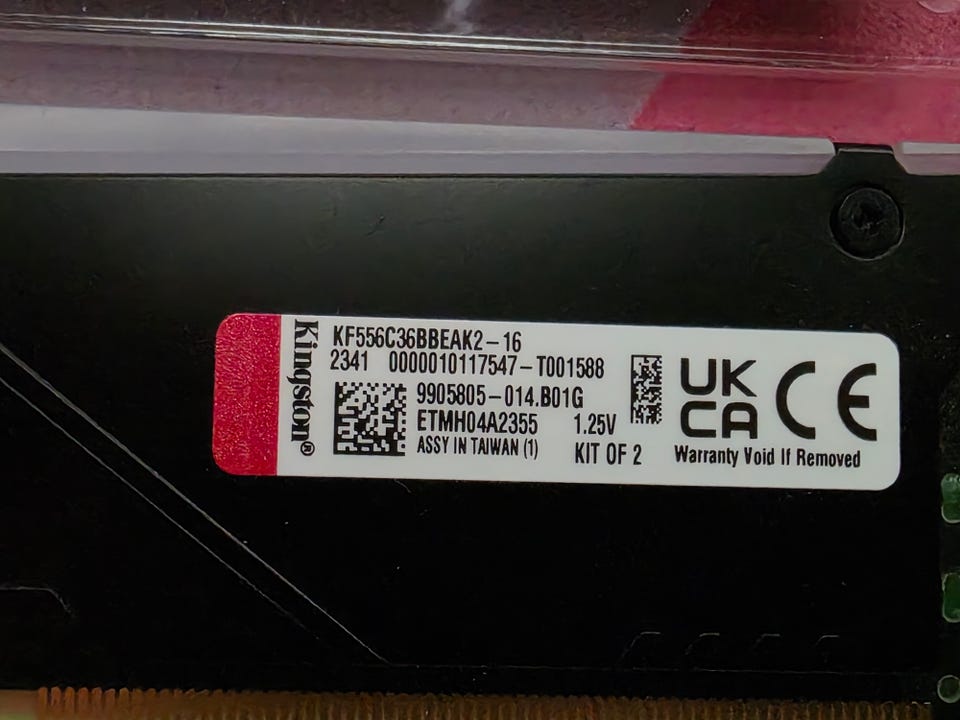 Kingston®
KF556C36BBEAK2-16
2341 0000010117547-T001588
9905805-014.B01G
ETMH04A2355 1.25V
ASSY IN TAIWAN (1) KIT OF 2
UK
CA
CE
Warranty Void If Removed